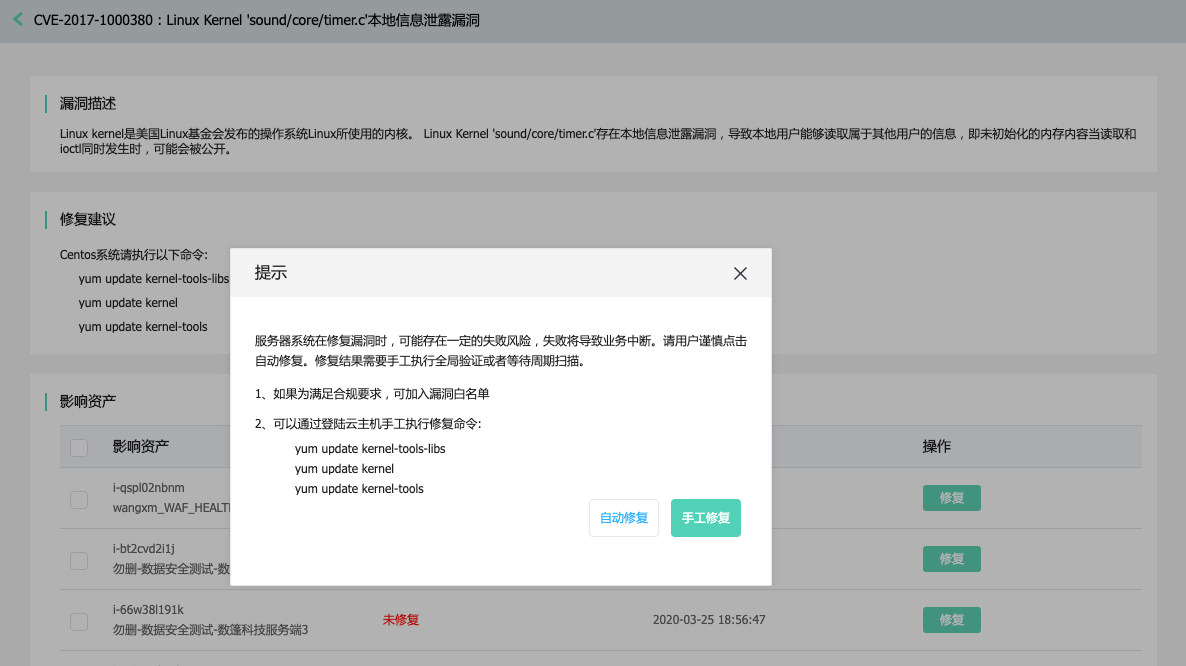 CVE-2017-1000380：Linux Kernel 'sound/core/timer.c'本地信息泄露漏洞
漏洞描述
Linux kernel是美国Linux基金会发布的操作系统Linux所使用的内核。 Linux Kernel 'sound/core/timer.c'存在本地信息泄露漏洞，导致本地用户能够读取属于其他用户的信息，即未初始化的内存内容当读取和
ioctl同时发生时，可能会被公开。
修复建议
Centos系统请执行以下命令:
yum update kernel-tools-libs
yum update kernel
yum update kernel-tools
提示
服务器系统在修复漏洞时，可能存在一定的失败风险，失败将导致业务中断。请用户谨慎点击
自动修复。修复结果需要手工执行全局验证或者等待周期扫描。
1、如果为满足合规要求，可加入漏洞白名单
2、可以通过登陆云主机手工执行修复命令:
yum update kernel-tools-libs
yum update kernel
yum update kernel-tools
自动修复 手工修复
影响资产
影响资产 操作
i-qspl02nbnm
wangxm_WAF_HEALT
修复
i-bt2cvd2i1j
勿删-数据安全测试-数
修复
i-66w38l191k
勿删-数据安全测试-数篷科技服务端3
未修复 2020-03-25 18:56:47 修复